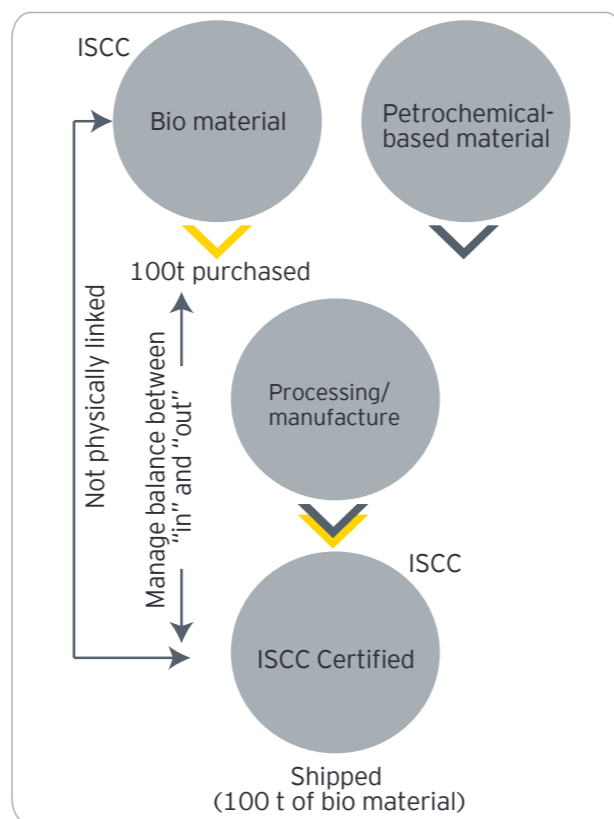 ISCC
Bio material
Petrochemical-
based material
100t purchased
Not physically linked
Manage balance between
“in” and “out”
Processing/
manufacture
ISCC
ISCC Certified
Shipped
(100 t of bio material)